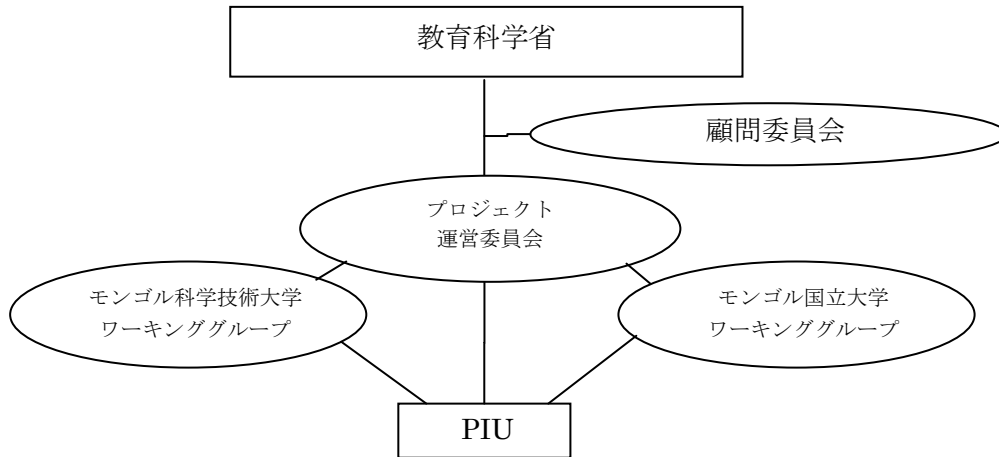 教育科学省
顧問委員会
プロジェクト
運営委員会
モンゴル科学技術大学
ワーキンググループ
モンゴル国立大学
ワーキンググループ
PIU